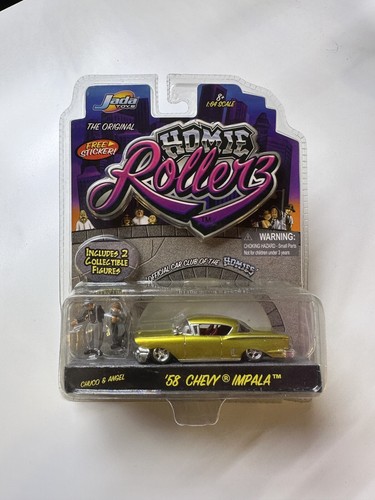 Jada
TOYS
8+
1:64 SCALE
THE ORIGINAL
FREE
STICKER!
HOMIE
Rollerz
TM
WARNING:
CHOKING HAZARD - Small Parts
Not for children under 3 years
INCLUDES 2
COLLECTIBLE
FIGURES
OFFICIAL CAR CLUB OF THE HOMIES
CHUCO & ANGEL
'58 CHEVY® IMPALA™